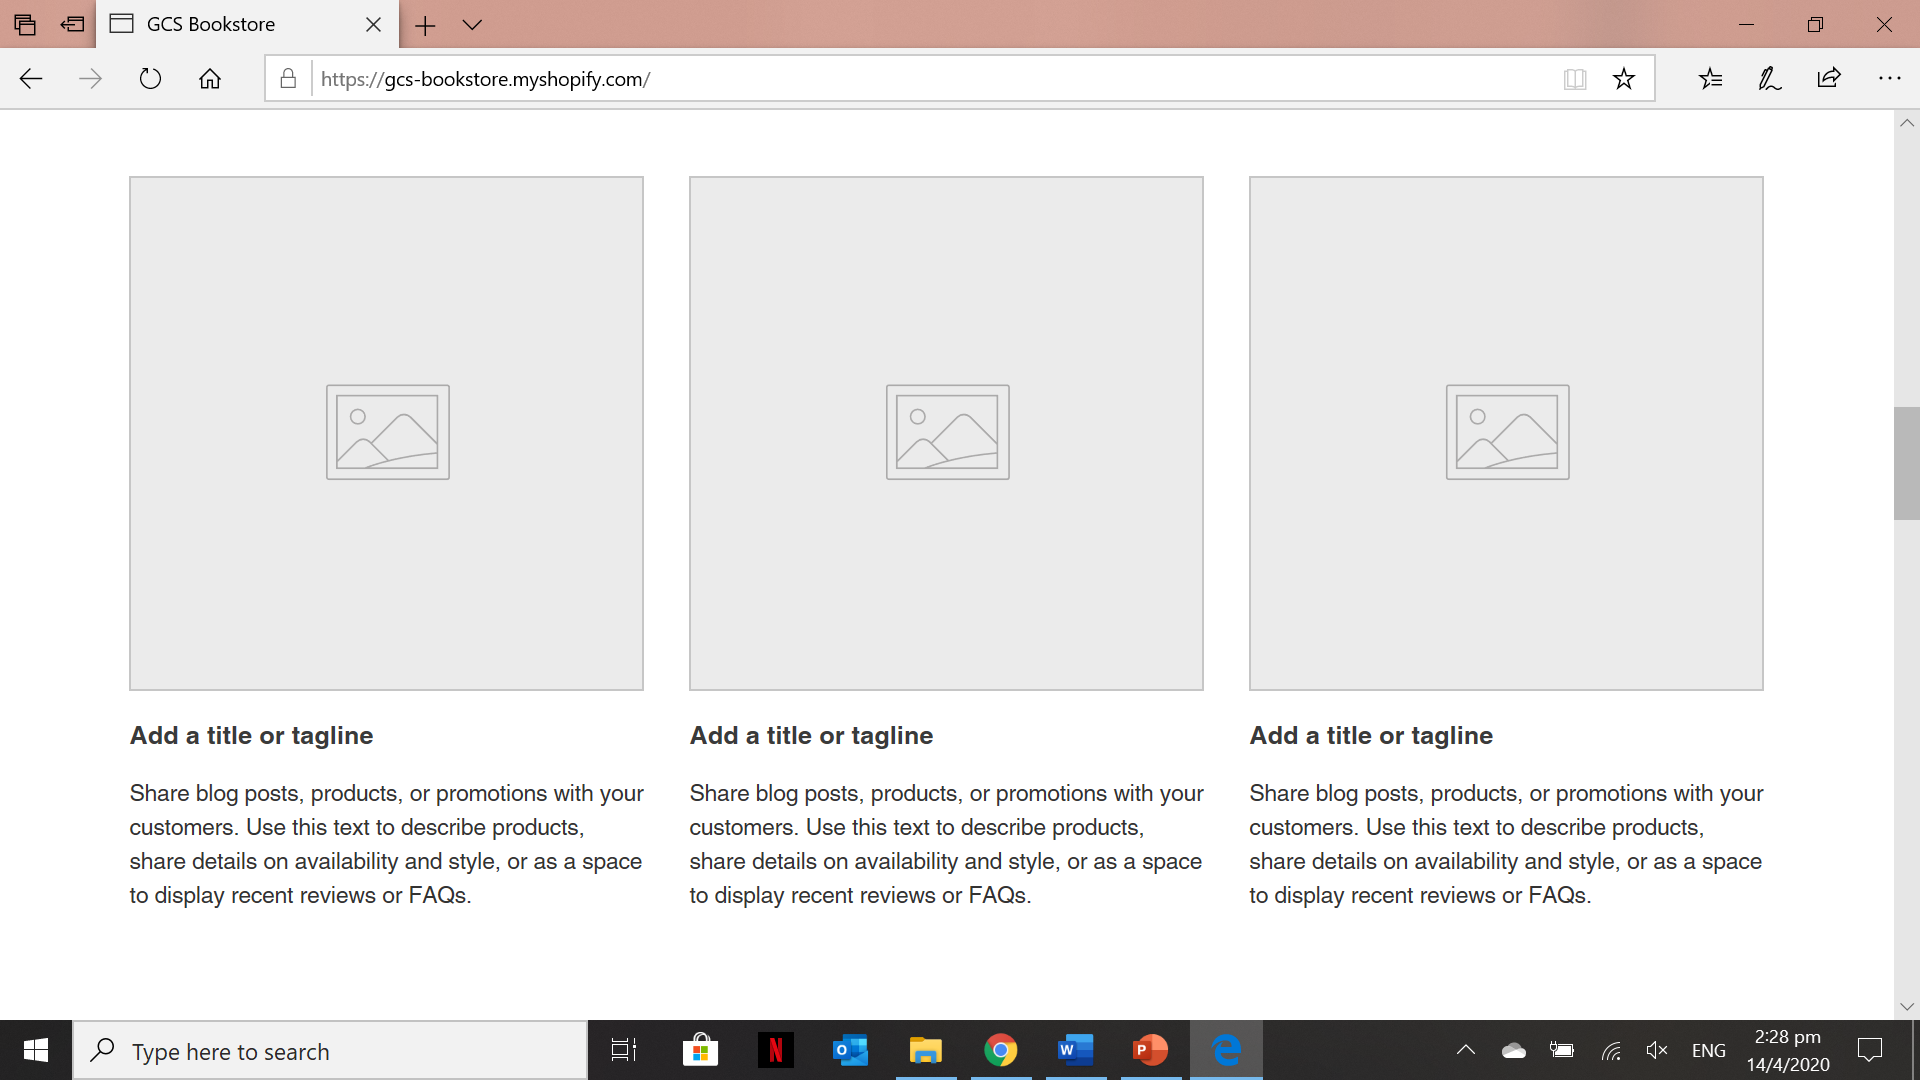 GCS Bookstore
https://gcs-bookstore.myshopify.com/
Add a title or tagline
Share blog posts, products, or promotions with your
customers. Use this text to describe products,
share details on availability and style, or as a space
to display recent reviews or FAQs.
Add a title or tagline
Share blog posts, products, or promotions with your
customers. Use this text to describe products,
share details on availability and style, or as a space
to display recent reviews or FAQs.
Add a title or tagline
Share blog posts, products, or promotions with your
customers. Use this text to describe products,
share details on availability and style, or as a space
to display recent reviews or FAQs.
Type here to search
N
O
W
P
ENG
2:28 pm
14/4/2020